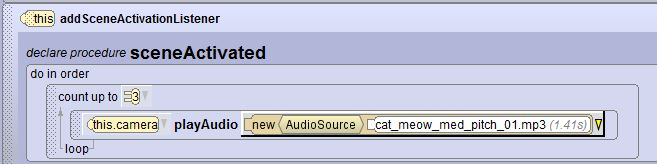 this addSceneActivationListener
declare procedure sceneActivated
do in order
count up to 3
this.camera playAudio new AudioSource cat_meow_med_pitch_01.mp3 (1.41s)
loop